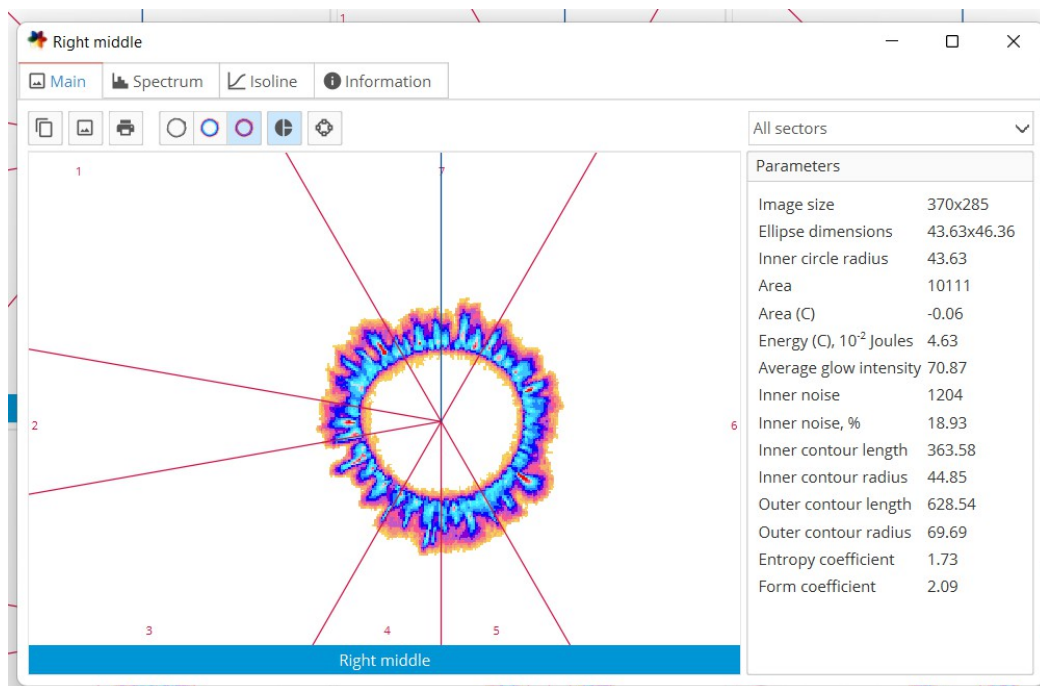 1
Right middle
Main Spectrum Isoline Information
All sectors
1
7
2
6
3
4
5
Right middle
Parameters
Image size 370x285
Ellipse dimensions 43.63x46.36
Inner circle radius 43.63
Area 10111
Area (C) -0.06
Energy (C), 10⁻² Joules 4.63
Average glow intensity 70.87
Inner noise 1204
Inner noise, % 18.93
Inner contour length 363.58
Inner contour radius 44.85
Outer contour length 628.54
Outer contour radius 69.69
Entropy coefficient 1.73
Form coefficient 2.09